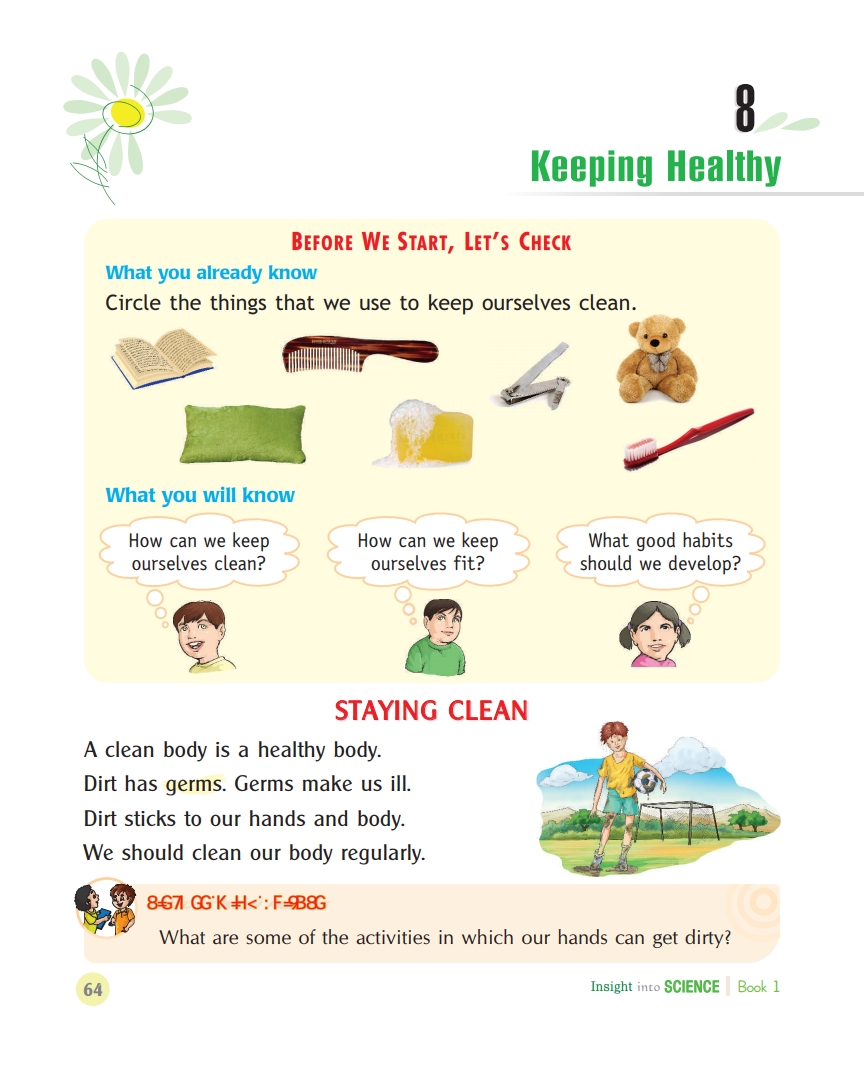 8
Keeping Healthy
BEFORE WE START, LET'S CHECK
What you already know
Circle the things that we use to keep ourselves clean.
What you will know
How can we keep
ourselves clean?
How can we keep
ourselves fit?
What good habits
should we develop?
STAYING CLEAN
A clean body is a healthy body.
Dirt has germs. Germs make us ill.
Dirt sticks to our hands and body.
We should clean our body regularly.
What are some of the activities in which our hands can get dirty?
64
Insight into SCIENCE Book 1